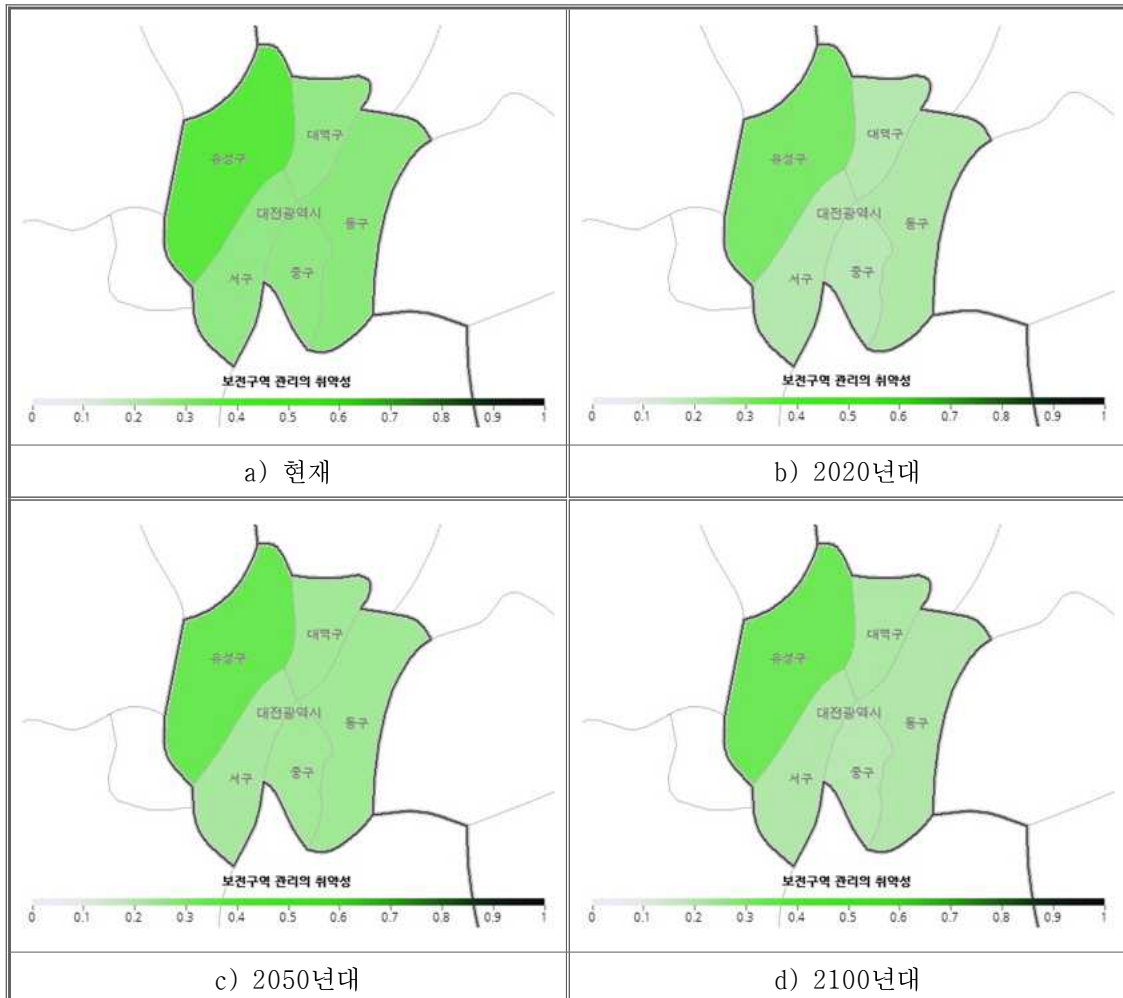 대덕구
유성구
대전광역시
동구
서구
중구
보전구역 관리의 취약성
0 0.1 0.2 0.3 0.4 0.5 0.6 0.7 0.8 0.9 1
a) 현재
대덕구
유성구
대전광역시
동구
서구
중구
보전구역 관리의 취약성
0 0.1 0.2 0.3 0.4 0.5 0.6 0.7 0.8 0.9 1
b) 2020년대
대덕구
유성구
대전광역시
동구
서구
중구
보전구역 관리의 취약성
0 0.1 0.2 0.3 0.4 0.5 0.6 0.7 0.8 0.9 1
c) 2050년대
대덕구
유성구
대전광역시
동구
서구
중구
보전구역 관리의 취약성
0 0.1 0.2 0.3 0.4 0.5 0.6 0.7 0.8 0.9 1
d) 2100년대